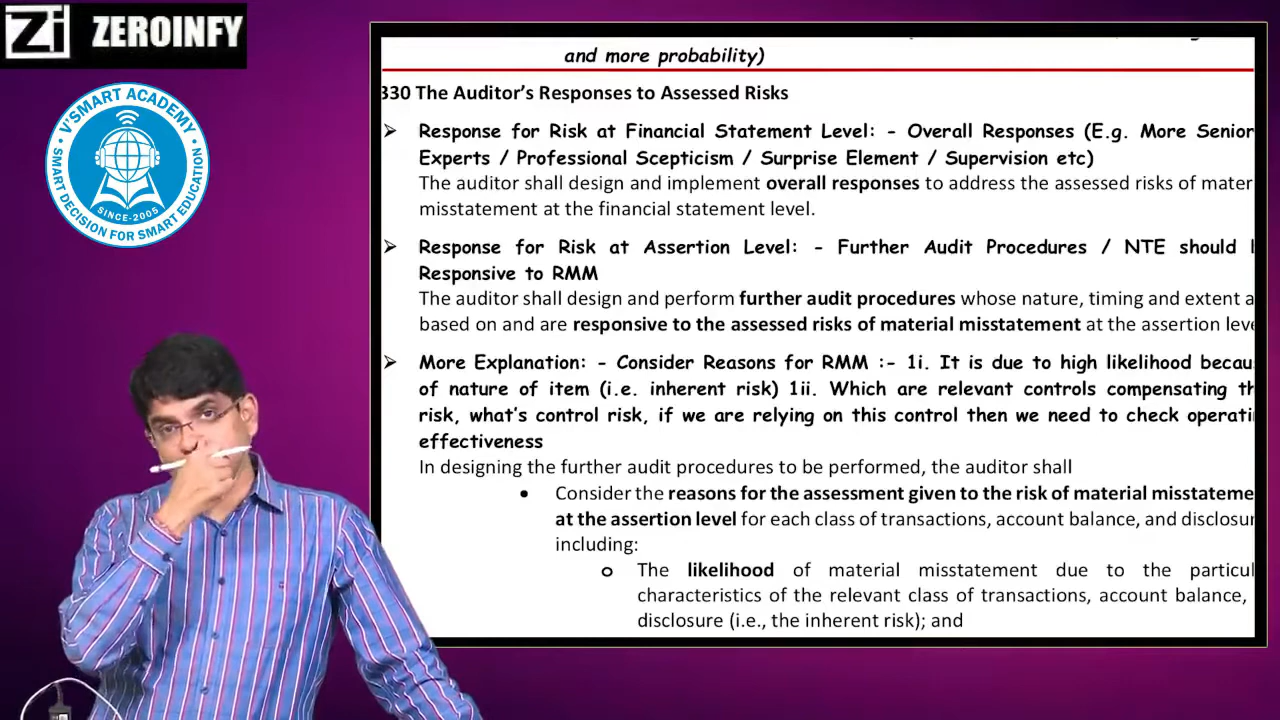 Zi ZEROINFY
V'SMART ACADEMY
SINCE-2005
SMART DECISION FOR SMART EDUCATION
and more probability)
330 The Auditor's Responses to Assessed Risks
➢ Response for Risk at Financial Statement Level: - Overall Responses (E.g. More Senior
Experts / Professional Scepticism / Surprise Element / Supervision etc)
The auditor shall design and implement overall responses to address the assessed risks of mater
misstatement at the financial statement level.
➢ Response for Risk at Assertion Level: - Further Audit Procedures / NTE should
Responsive to RMM
The auditor shall design and perform further audit procedures whose nature, timing and extent a
based on and are responsive to the assessed risks of material misstatement at the assertion leve
➢ More Explanation: - Consider Reasons for RMM :- 1i. It is due to high likelihood becau
of nature of item (i.e. inherent risk) 1ii. Which are relevant controls compensating th
risk, what's control risk, if we are relying on this control then we need to check operati
effectiveness
In designing the further audit procedures to be performed, the auditor shall
• Consider the reasons for the assessment given to the risk of material misstateme
at the assertion level for each class of transactions, account balance, and disclosur
including:
o The likelihood of material misstatement due to the particul
characteristics of the relevant class of transactions, account balance,
disclosure (i.e., the inherent risk); and